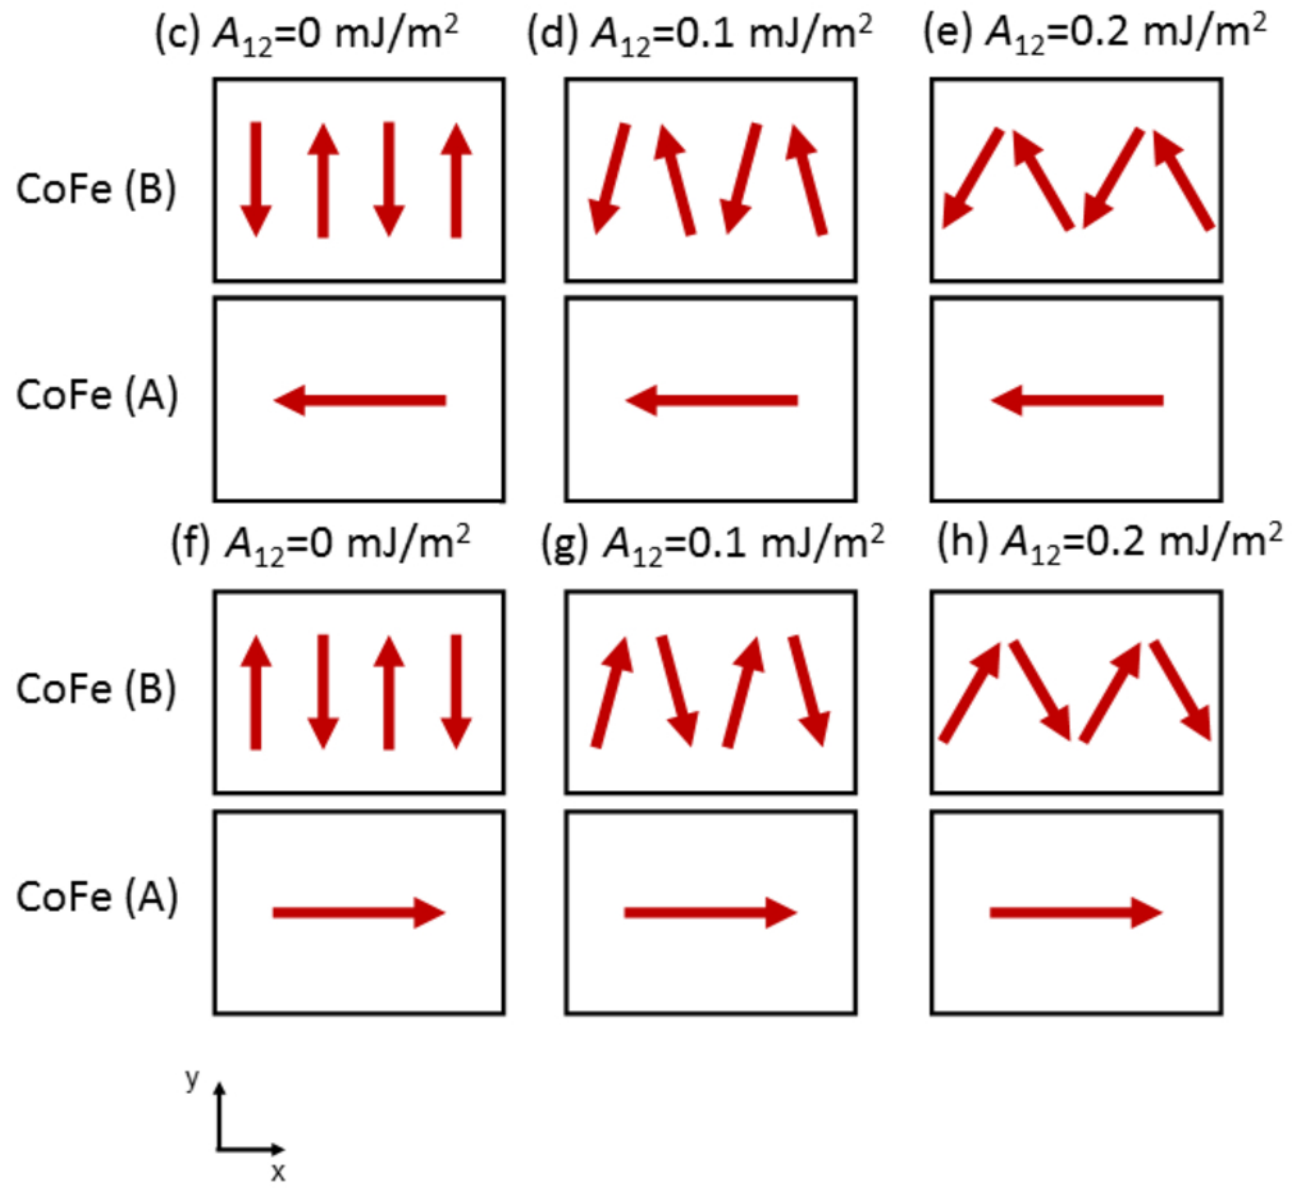 (c) A₁₂=0 mJ/m² (d) A₁₂=0.1 mJ/m² (e) A₁₂=0.2 mJ/m²
CoFe (B)
CoFe (A)
(f) A₁₂=0 mJ/m² (g) A₁₂=0.1 mJ/m² (h) A₁₂=0.2 mJ/m²
CoFe (B)
CoFe (A)
y
x